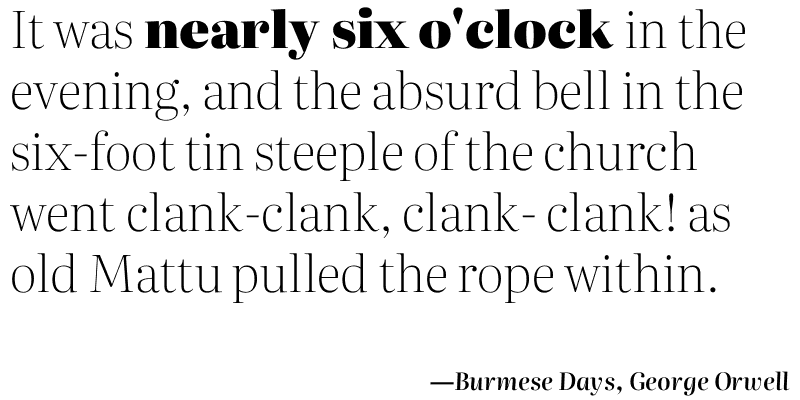 It was nearly six o'clock in the
evening, and the absurd bell in the
six-foot tin steeple of the church
went clank-clank, clank- clank! as
old Mattu pulled the rope within.
—Burmese Days, George Orwell